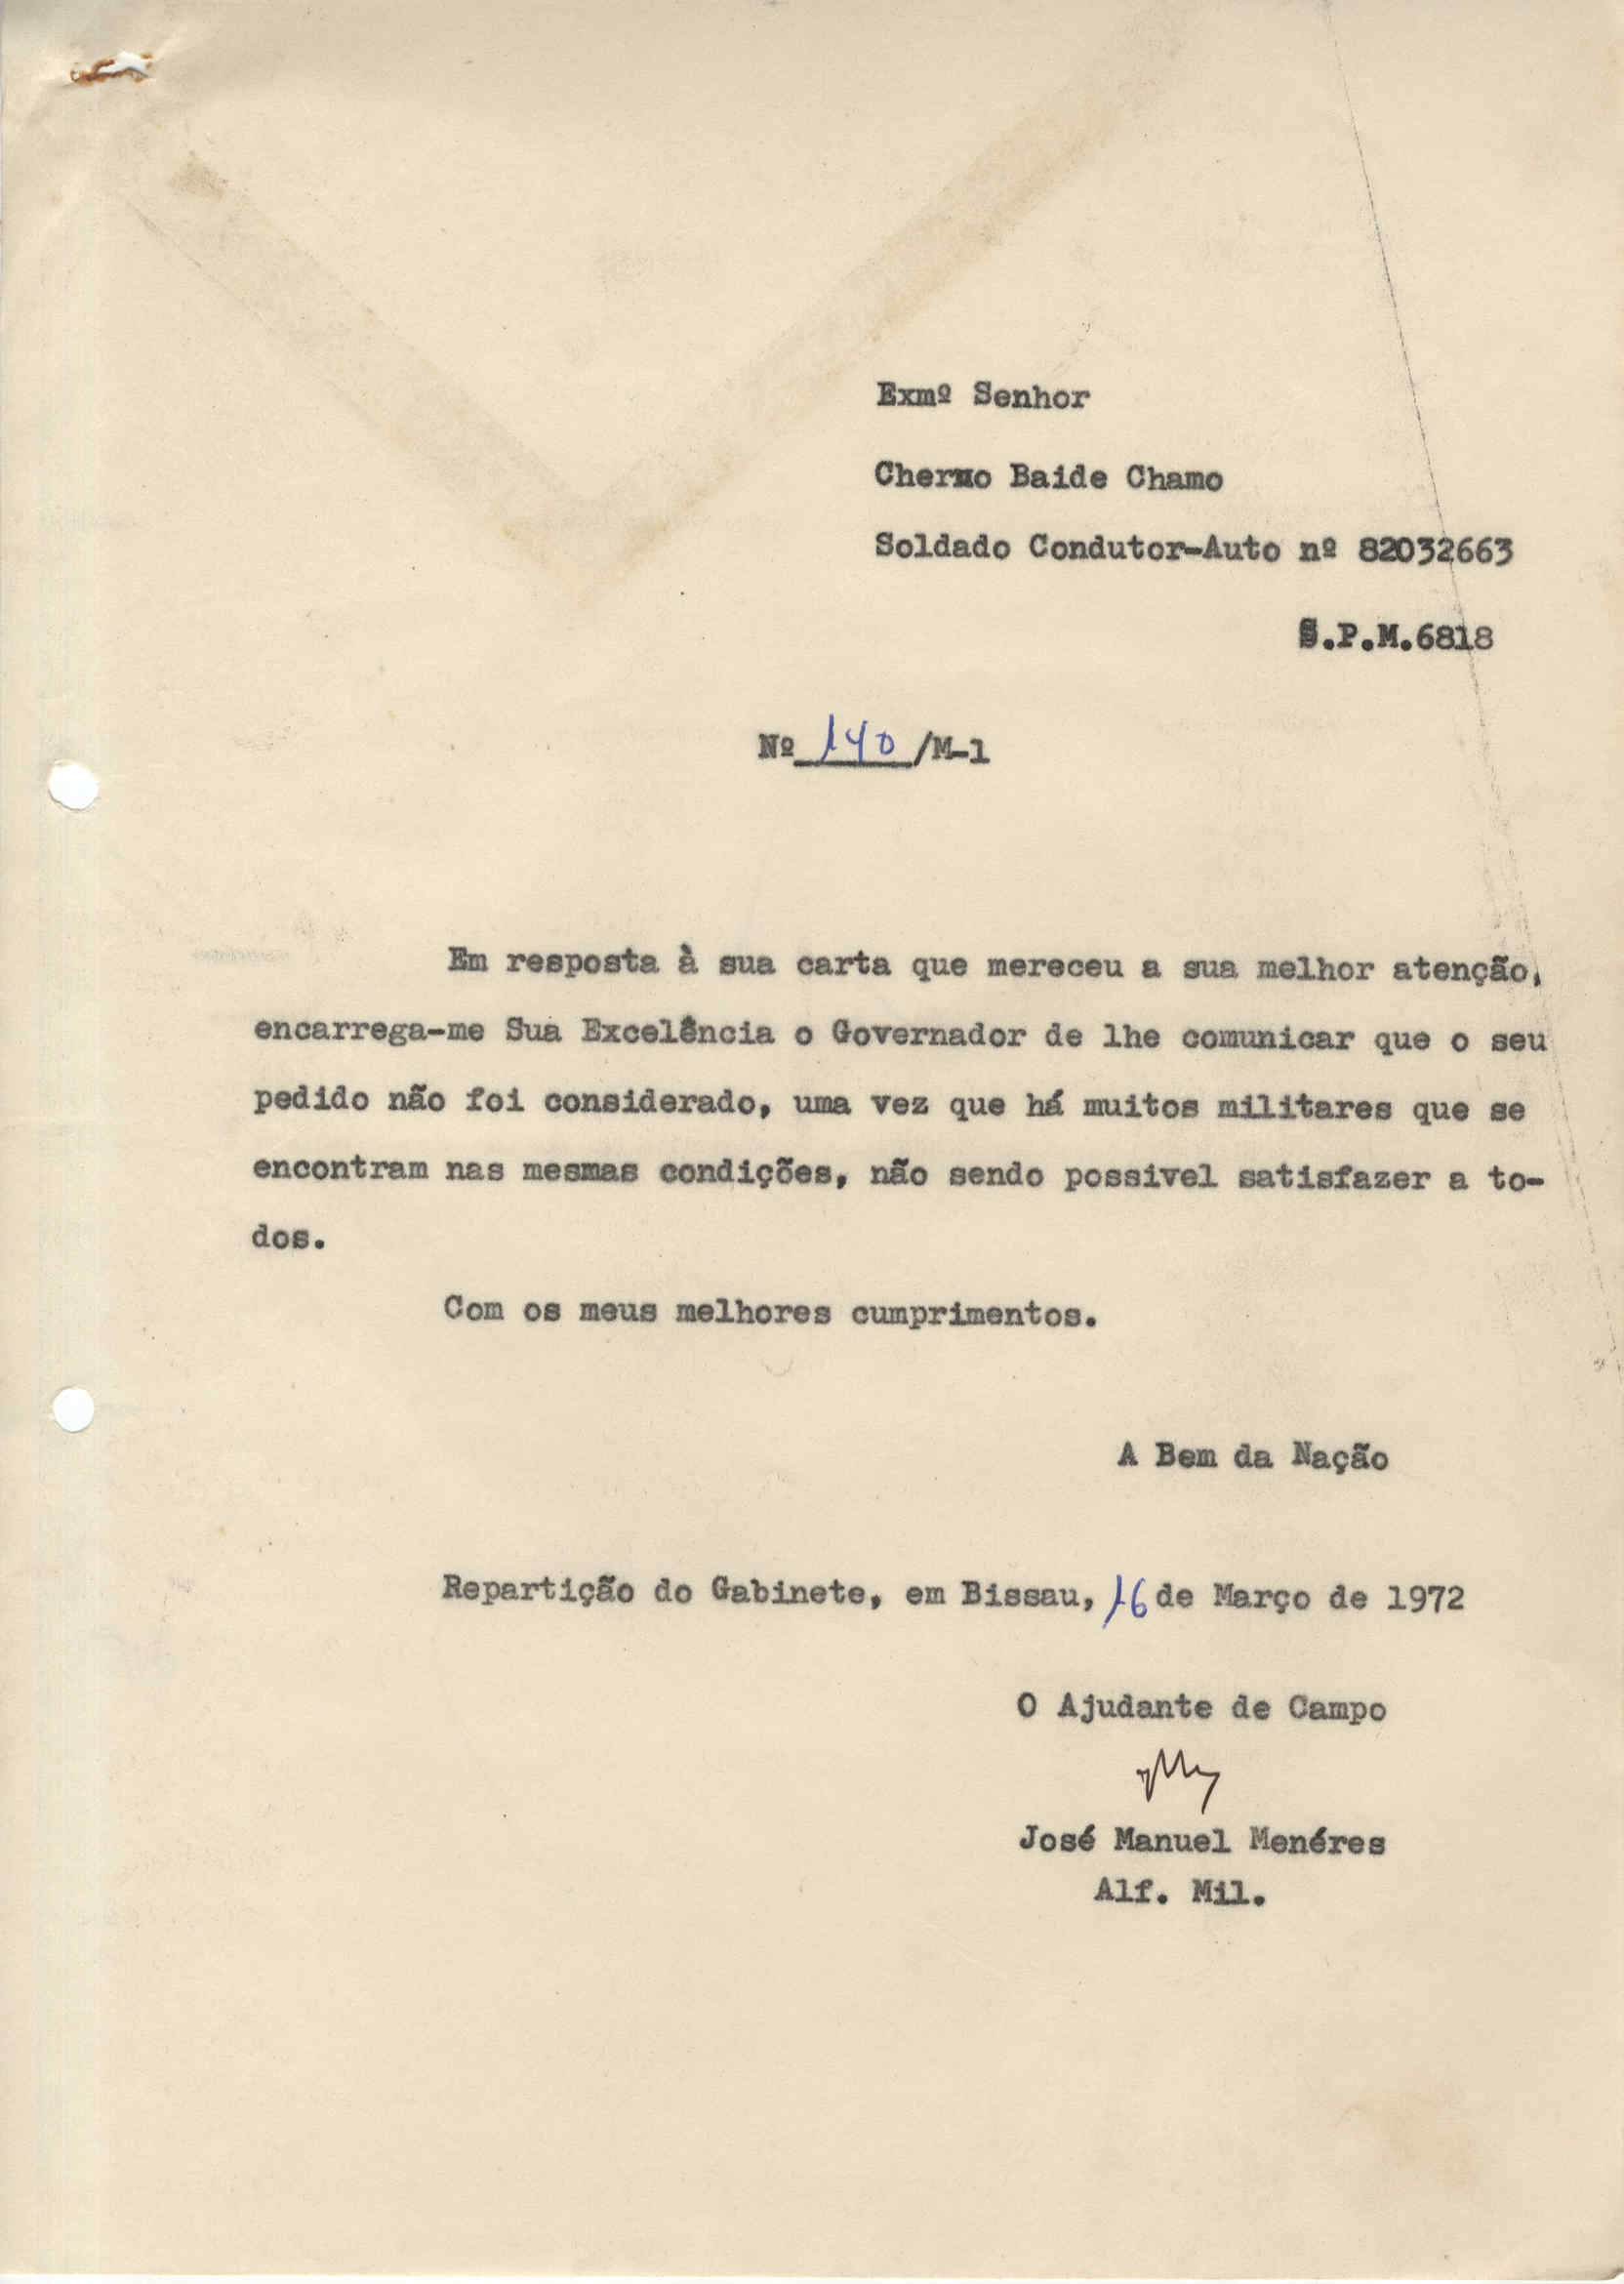 Exmº Senhor
Cherno Baide Chamo
Soldado Condutor-Auto nº 82032663
S.P.M.6818
Nº 140/M-1
Em resposta à sua carta que mereceu a sua melhor atenção,
encarrega-me Sua Excelência o Governador de lhe comunicar que o seu
pedido não foi considerado, uma vez que há muitos militares que se
encontram nas mesmas condições, não sendo possivel satisfazer a to-
dos.
Com os meus melhores cumprimentos.
A Bem da Nação
Repartição do Gabinete, em Bissau, 16 de Março de 1972
O Ajudante de Campo
José Manuel Menéres
Alf. Mil.